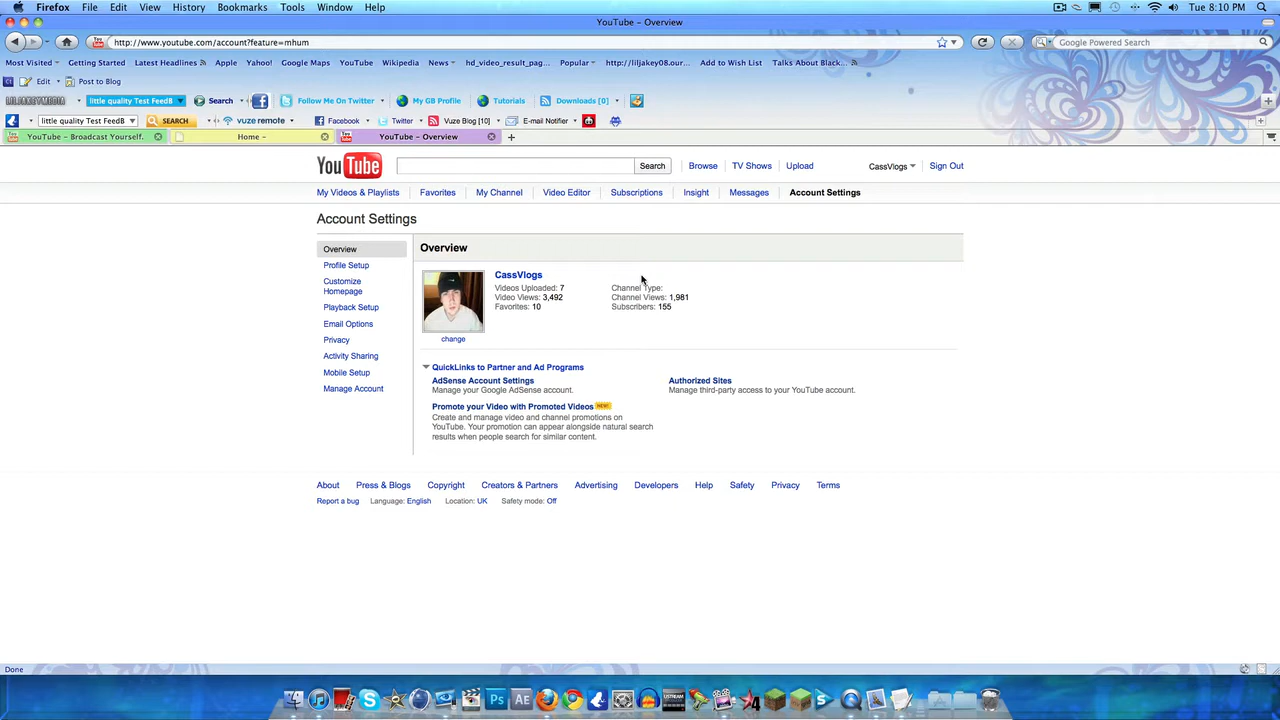 Firefox File Edit View History Bookmarks Tools Window Help Tue 8:10 PM
YouTube - Overview
http://www.youtube.com/account?feature=mhum Google Powered Search
Most Visited Getting Started Latest Headlines Apple Yahoo! Google Maps YouTube Wikipedia News hd_video_result_pag... Popular http://liljakey08.our... Add to Wish List Talks About Black...
Edit Post to Blog
LILJAKEYMEDIA little quality Test FeedB Search Follow Me On Twitter My GB Profile Tutorials Downloads [0]
little quality Test FeedB SEARCH vuze remote Facebook Twitter Vuze Blog [10] E-mail Notifier
YouTube - Broadcast Yourself. Home - YouTube - Overview
YouTube Search Browse TV Shows Upload CassVlogs Sign Out
My Videos & Playlists Favorites My Channel Video Editor Subscriptions Insight Messages Account Settings
Account Settings
Overview
Profile Setup
Customize
Homepage
Playback Setup
Email Options
Privacy
Activity Sharing
Mobile Setup
Manage Account
Overview
CassVlogs
Videos Uploaded: 7 Channel Type:
Video Views: 3,492 Channel Views: 1,981
Favorites: 10 Subscribers: 155
change
QuickLinks to Partner and Ad Programs
AdSense Account Settings
Manage your Google AdSense account.
Authorized Sites
Manage third-party access to your YouTube account.
Promote your Video with Promoted Videos NEW!
Create and manage video and channel promotions on
YouTube. Your promotion can appear alongside natural search
results when people search for similar content.
About Press & Blogs Copyright Creators & Partners Advertising Developers Help Safety Privacy Terms
Report a bug Language: English Location: UK Safety mode: Off
Done
Ps AE